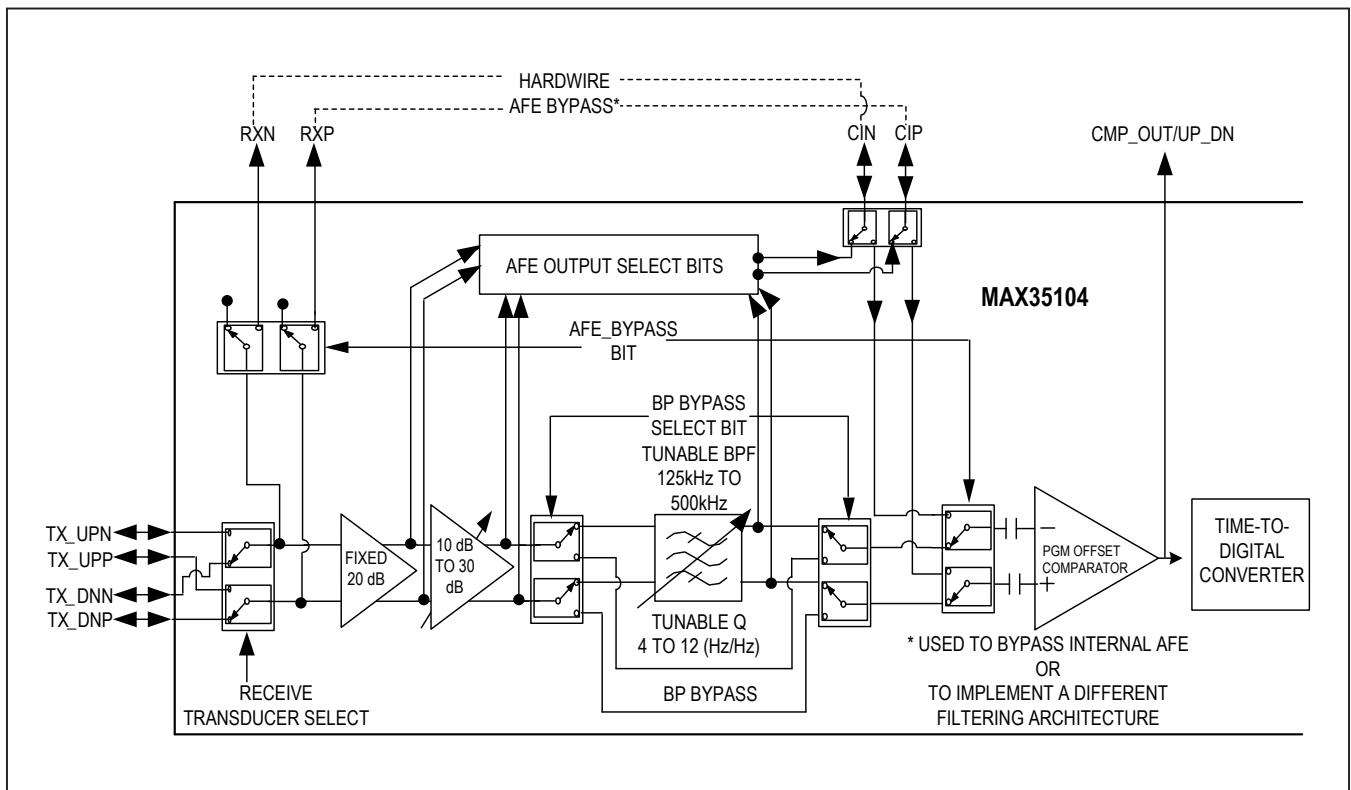 HARDWIRE
AFE BYPASS*
RXN
RXP
CIN
CIP
CMP_OUT/UP_DN
AFE OUTPUT SELECT BITS
MAX35104
AFE_BYPASS
BIT
BP BYPASS
SELECT BIT
TUNABLE BPF
125kHz TO
500kHz
TX_UPN
TX_UPP
TX_DNN
TX_DNP
FIXED
20 dB
10 dB
TO 30
dB
PGM OFFSET
COMPARATOR
−
+
TIME-TO-
DIGITAL
CONVERTER
TUNABLE Q
4 TO 12 (Hz/Hz)
BP BYPASS
RECEIVE
TRANSDUCER SELECT
* USED TO BYPASS INTERNAL AFE
OR
TO IMPLEMENT A DIFFERENT
FILTERING ARCHITECTURE